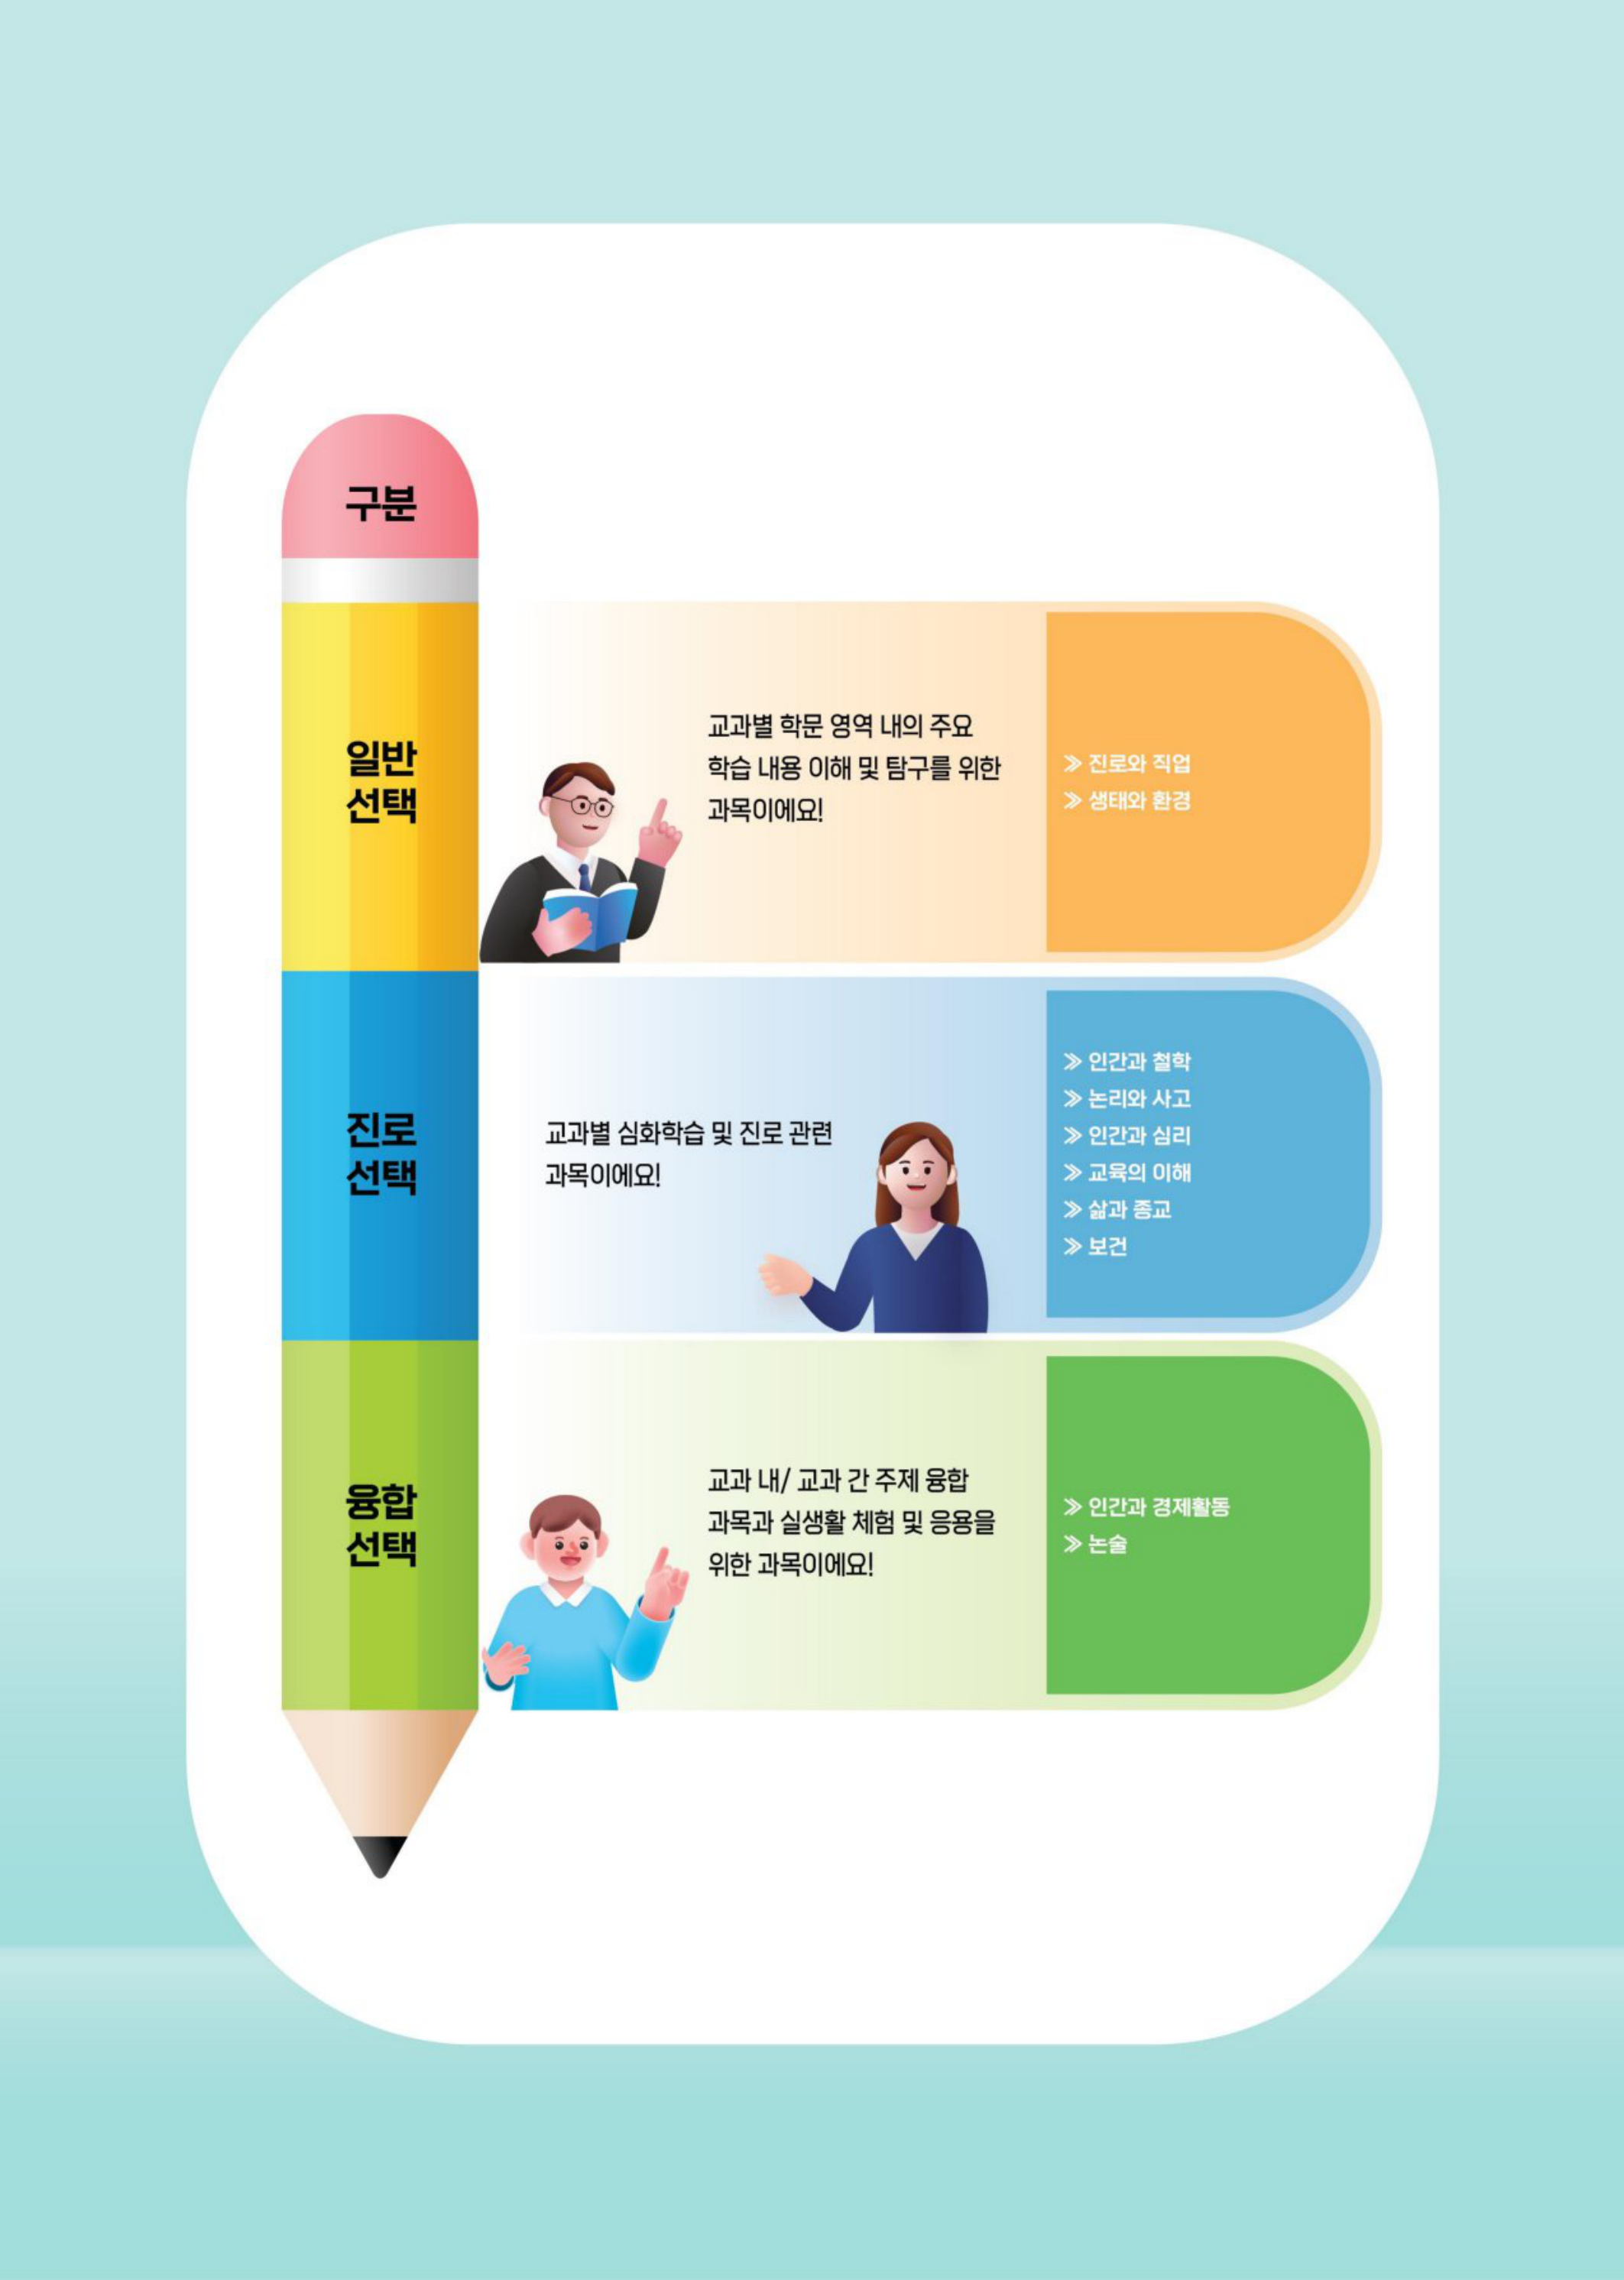 구분
일반
선택
교과별 학문 영역 내의 주요
학습 내용 이해 및 탐구를 위한
과목이에요!
≫ 진로와 직업
≫ 생태와 환경
진로
선택
교과별 심화학습 및 진로 관련
과목이에요!
≫ 인간과 철학
≫ 논리와 사고
≫ 인간과 심리
≫ 교육의 이해
≫ 삶과 종교
≫ 보건
융합
선택
교과 내/ 교과 간 주제 융합
과목과 실생활 체험 및 응용을
위한 과목이에요!
≫ 인간과 경제활동
≫ 논술